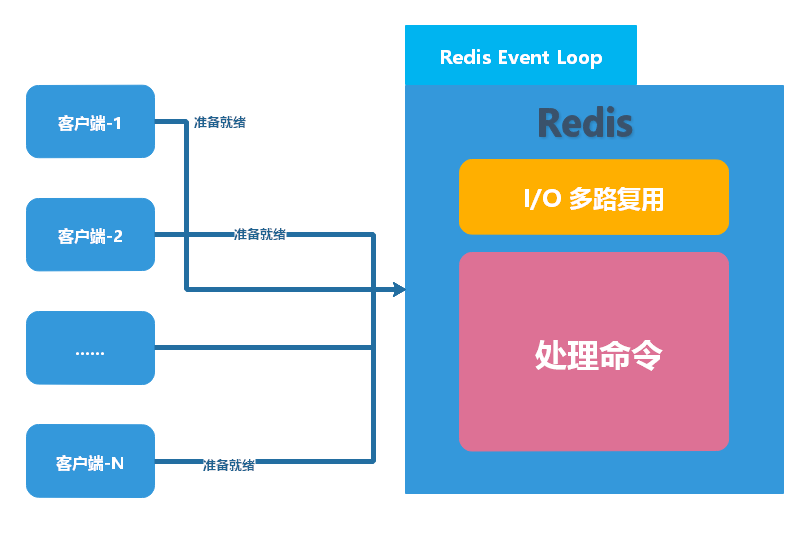 Redis Event Loop
Redis
I/O 多路复用
处理命令
客户端-1
准备就绪
客户端-2
准备就绪
......
客户端-N
准备就绪